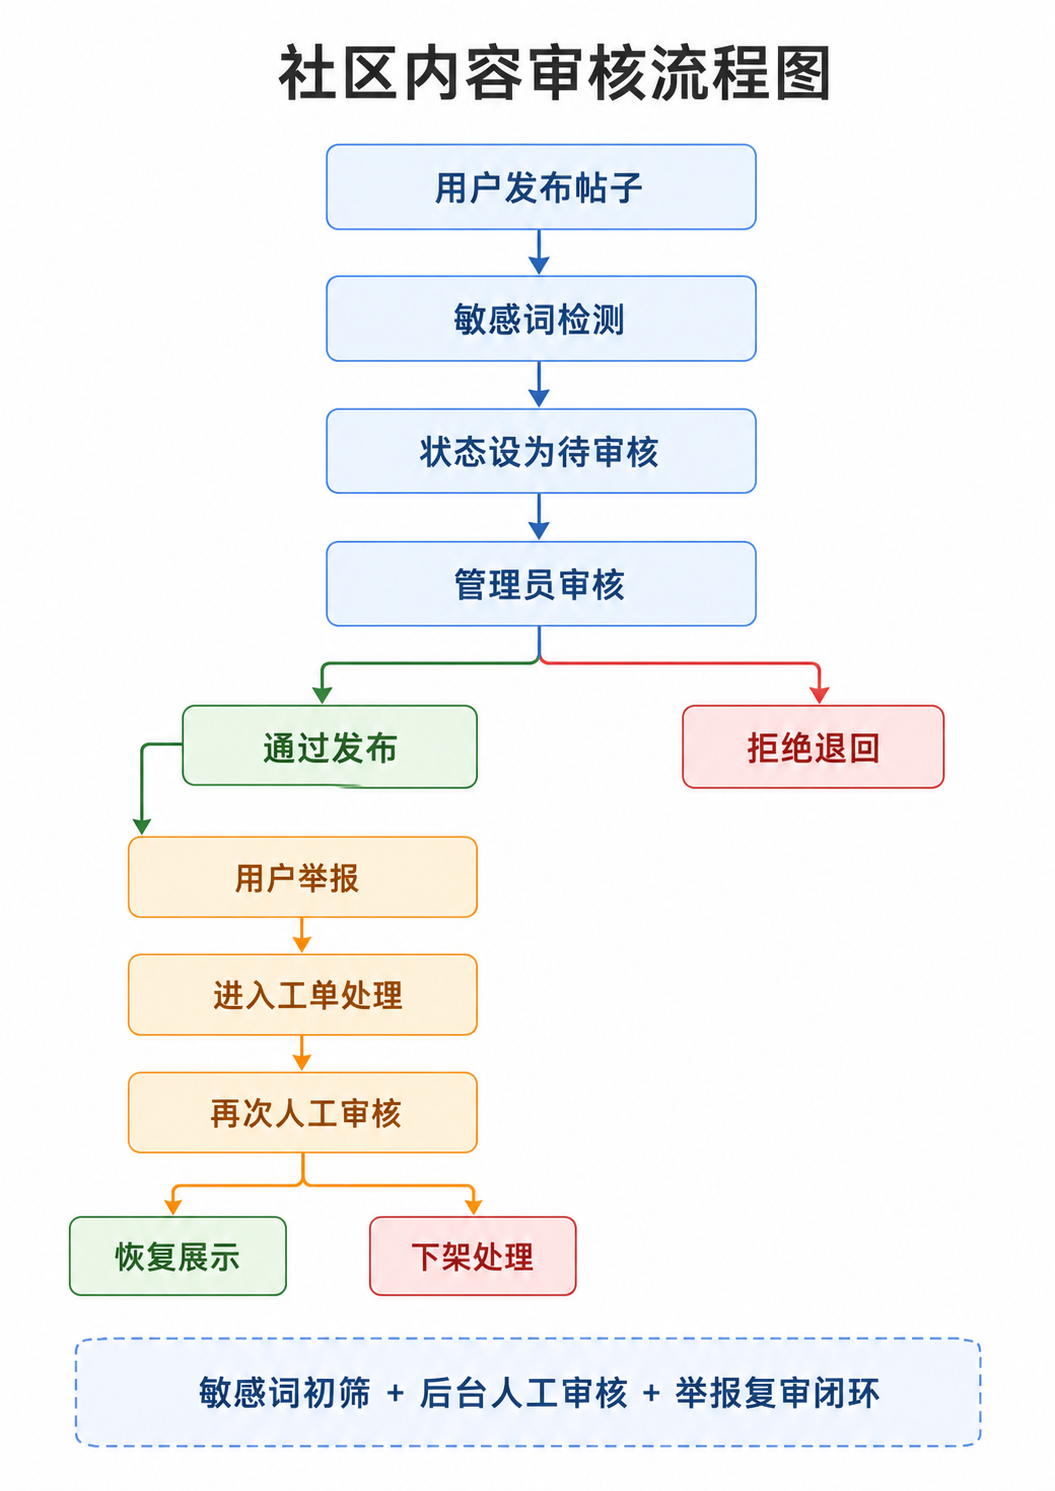 社区内容审核流程图
用户发布帖子
敏感词检测
状态设为待审核
管理员审核
通过发布
拒绝退回
用户举报
进入工单处理
再次人工审核
恢复展示
下架处理
敏感词初筛 + 后台人工审核 + 举报复审闭环